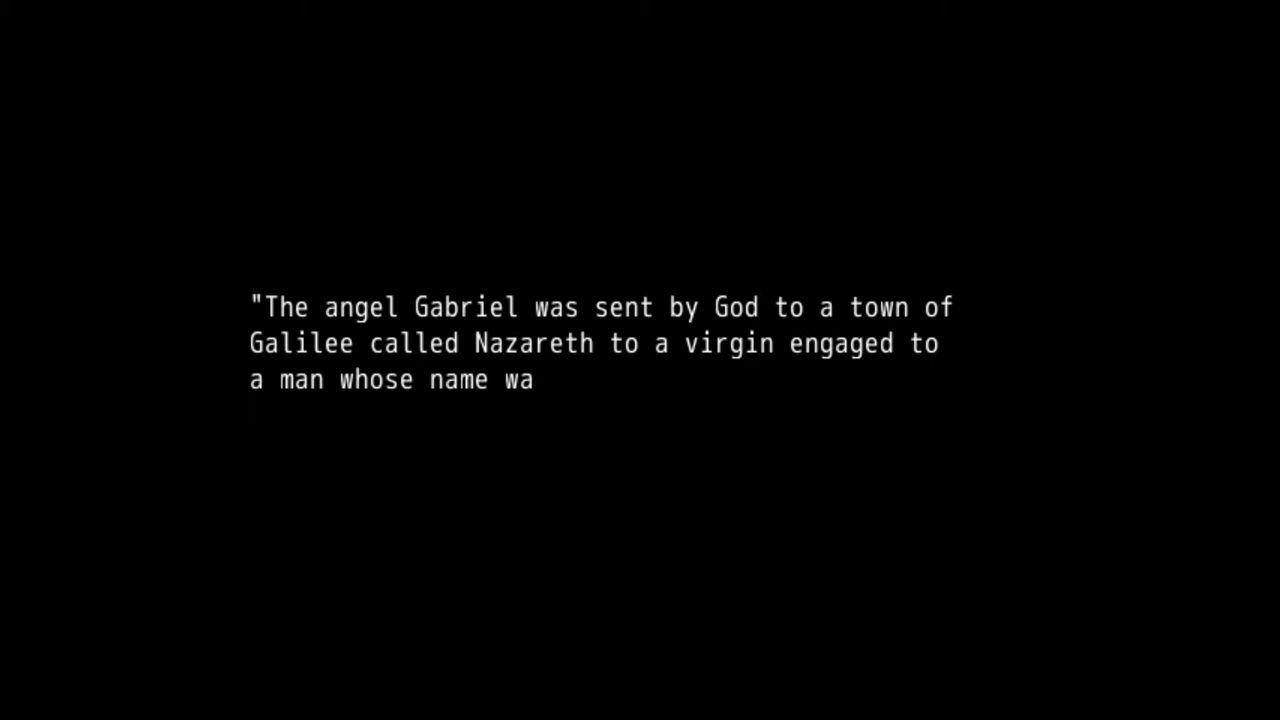 "The angel Gabriel was sent by God to a town of
Galilee called Nazareth to a virgin engaged to
a man whose name wa